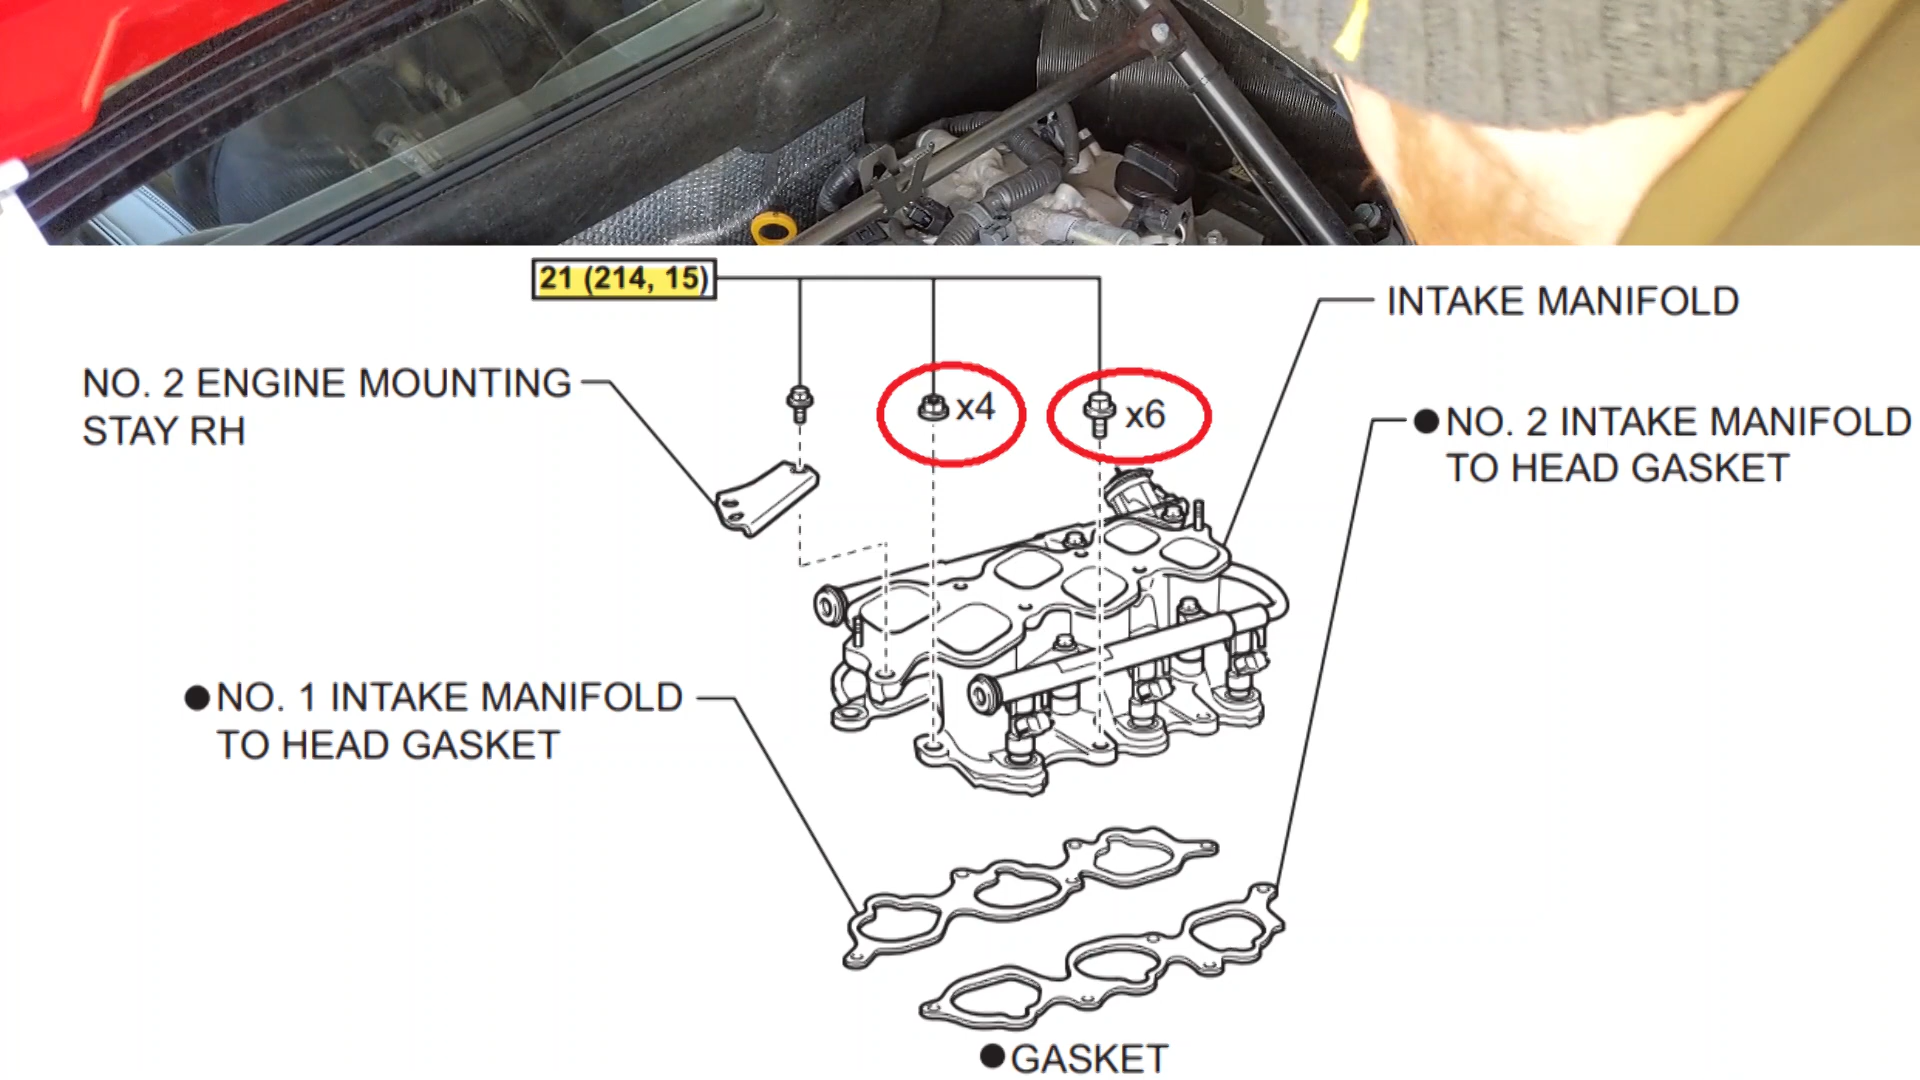 21 (214, 15)
INTAKE MANIFOLD
NO. 2 ENGINE MOUNTING
STAY RH
x4
x6
●NO. 2 INTAKE MANIFOLD
TO HEAD GASKET
●NO. 1 INTAKE MANIFOLD
TO HEAD GASKET
●GASKET